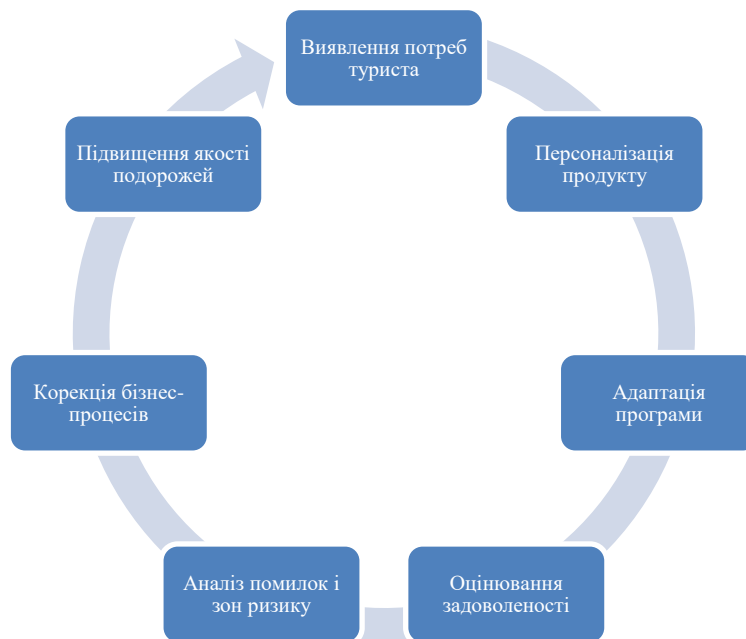 Виявлення потреб
туриста
Персоналізація
продукту
Адаптація
програми
Оцінювання
задоволеності
Аналіз помилок і
зон ризику
Корекція бізнес-
процесів
Підвищення якості
подорожей